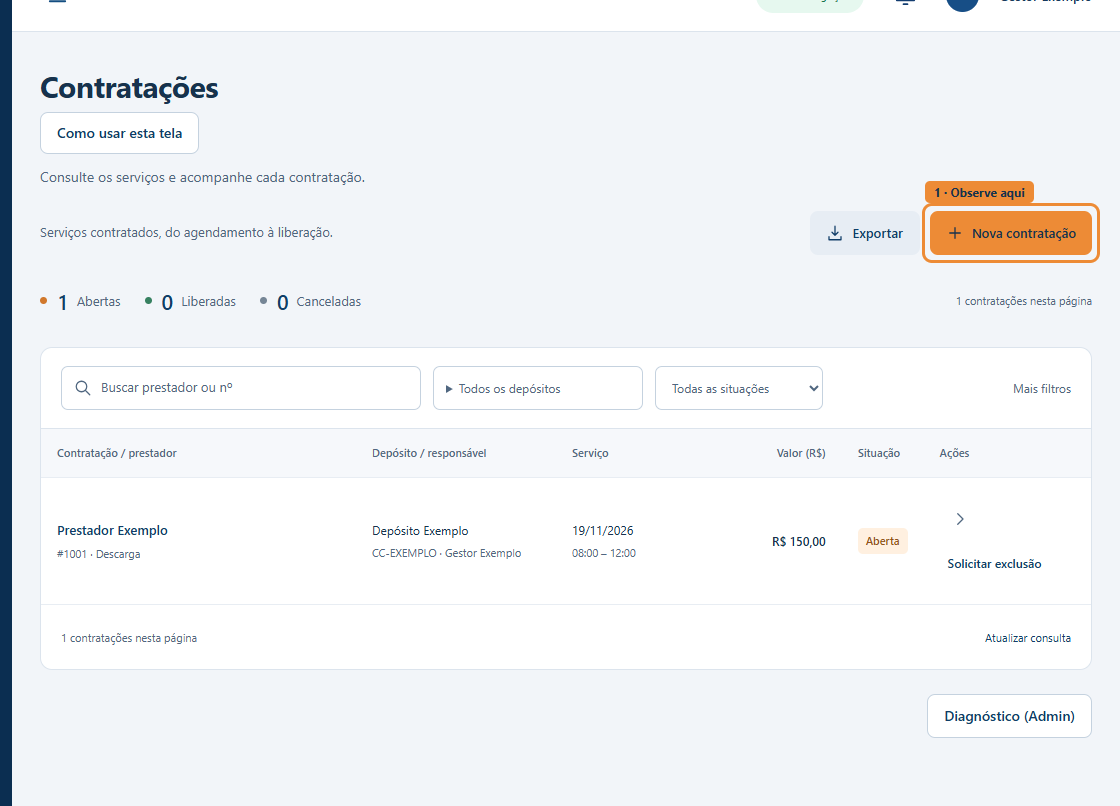 Contratações
Como usar esta tela
Consulte os serviços e acompanhe cada contratação.
1 · Observe aqui
Serviços contratados, do agendamento à liberação.
Exportar
+ Nova contratação
1 Abertas
0 Liberadas
0 Canceladas
1 contratações nesta página
Buscar prestador ou nº
Todos os depósitos
Todas as situações
Mais filtros
Contratação / prestador
Depósito / responsável
Serviço
Valor (R$)
Situação
Ações
Prestador Exemplo
#1001 · Descarga
Depósito Exemplo
CC-EXEMPLO · Gestor Exemplo
19/11/2026
08:00 – 12:00
R$ 150,00
Aberta
Solicitar exclusão
1 contratações nesta página
Atualizar consulta
Diagnóstico (Admin)